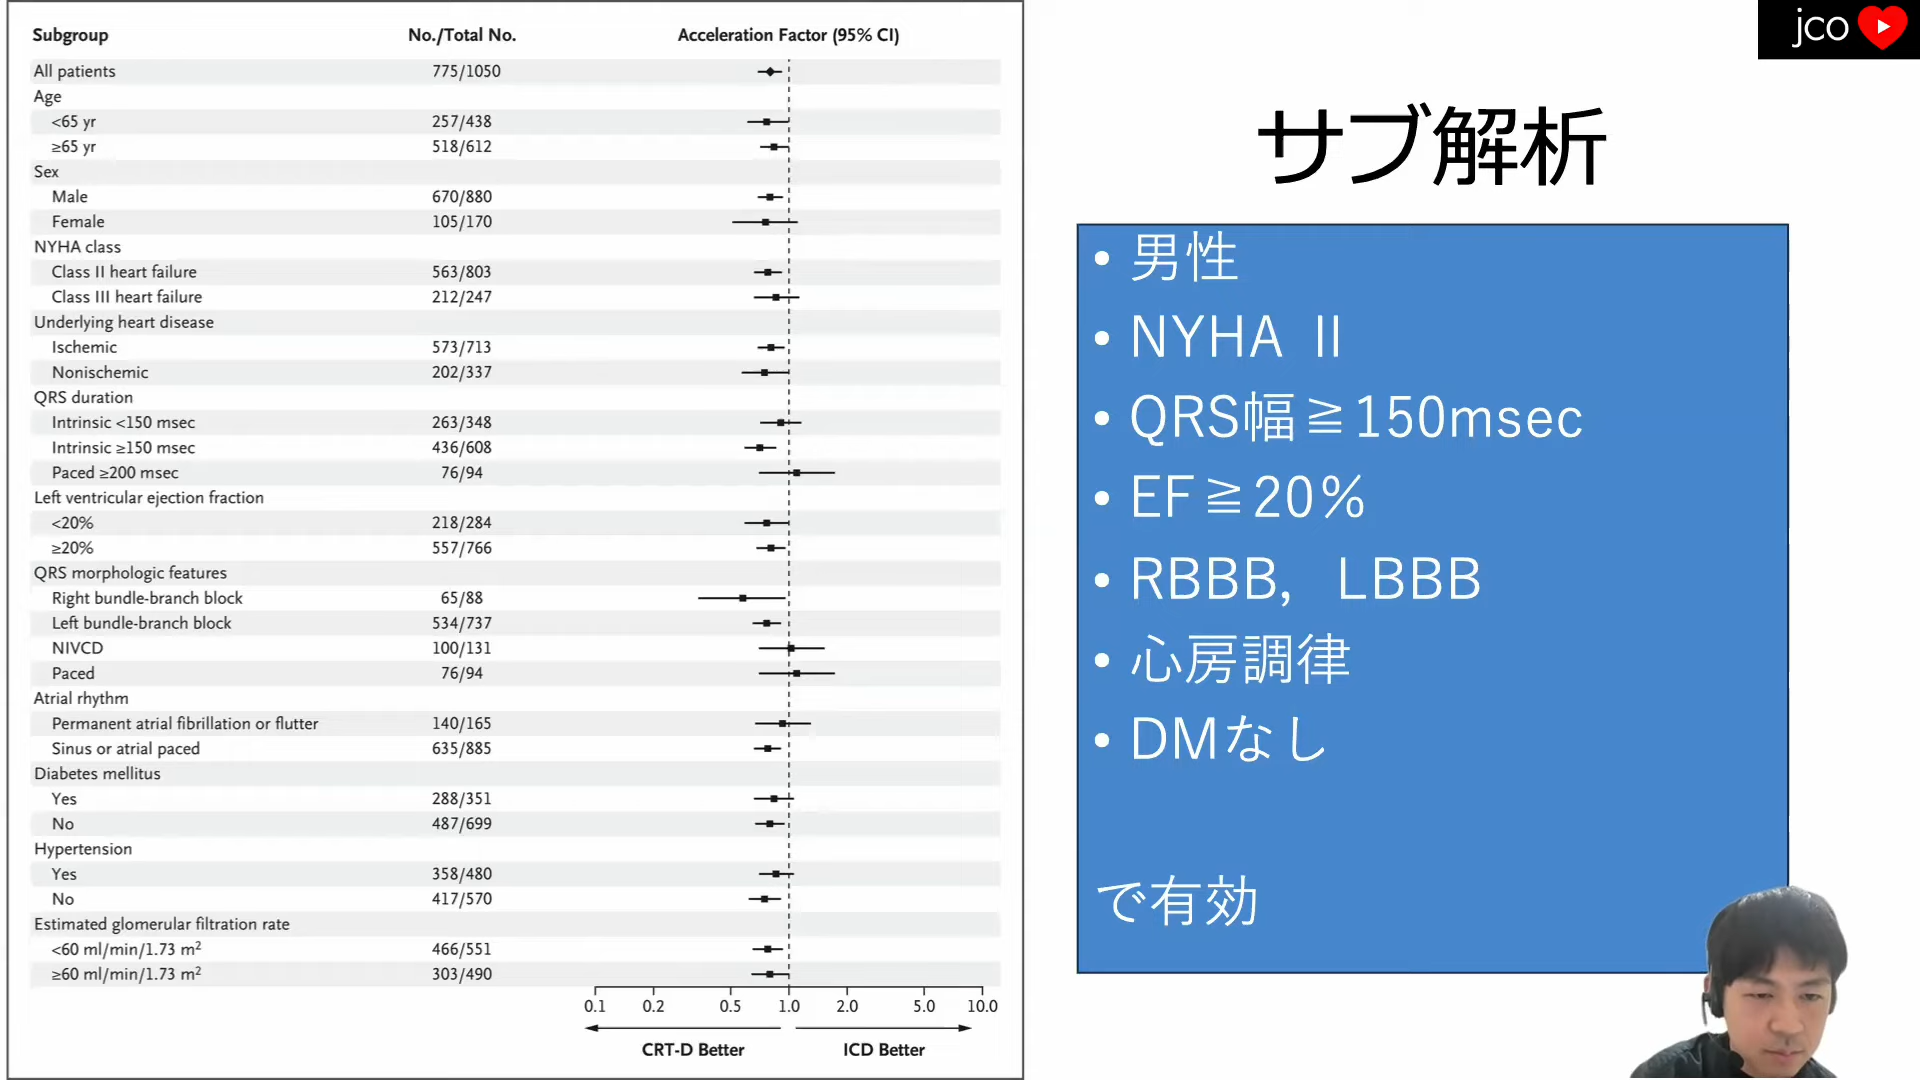 Subgroup No./Total No. Acceleration Factor (95% CI)
All patients 775/1050
Age
<65 yr 257/438
≥65 yr 518/612
Sex
Male 670/880
Female 105/170
NYHA class
Class II heart failure 563/803
Class III heart failure 212/247
Underlying heart disease
Ischemic 573/713
Nonischemic 202/337
QRS duration
Intrinsic <150 msec 263/348
Intrinsic ≥150 msec 436/608
Paced ≥200 msec 76/94
Left ventricular ejection fraction
<20% 218/284
≥20% 557/766
QRS morphologic features
Right bundle-branch block 65/88
Left bundle-branch block 534/737
NIVCD 100/131
Paced 76/94
Atrial rhythm
Permanent atrial fibrillation or flutter 140/165
Sinus or atrial paced 635/885
Diabetes mellitus
Yes 288/351
No 487/699
Hypertension
Yes 358/480
No 417/570
Estimated glomerular filtration rate
<60 ml/min/1.73 m² 466/551
≥60 ml/min/1.73 m² 303/490
0.1 0.2 0.5 1.0 2.0 5.0 10.0
CRT-D Better ICD Better
jco
サブ解析
• 男性
• NYHA Ⅱ
• QRS幅≧150msec
• EF≧20%
• RBBB, LBBB
• 心房調律
• DMなし
で有効